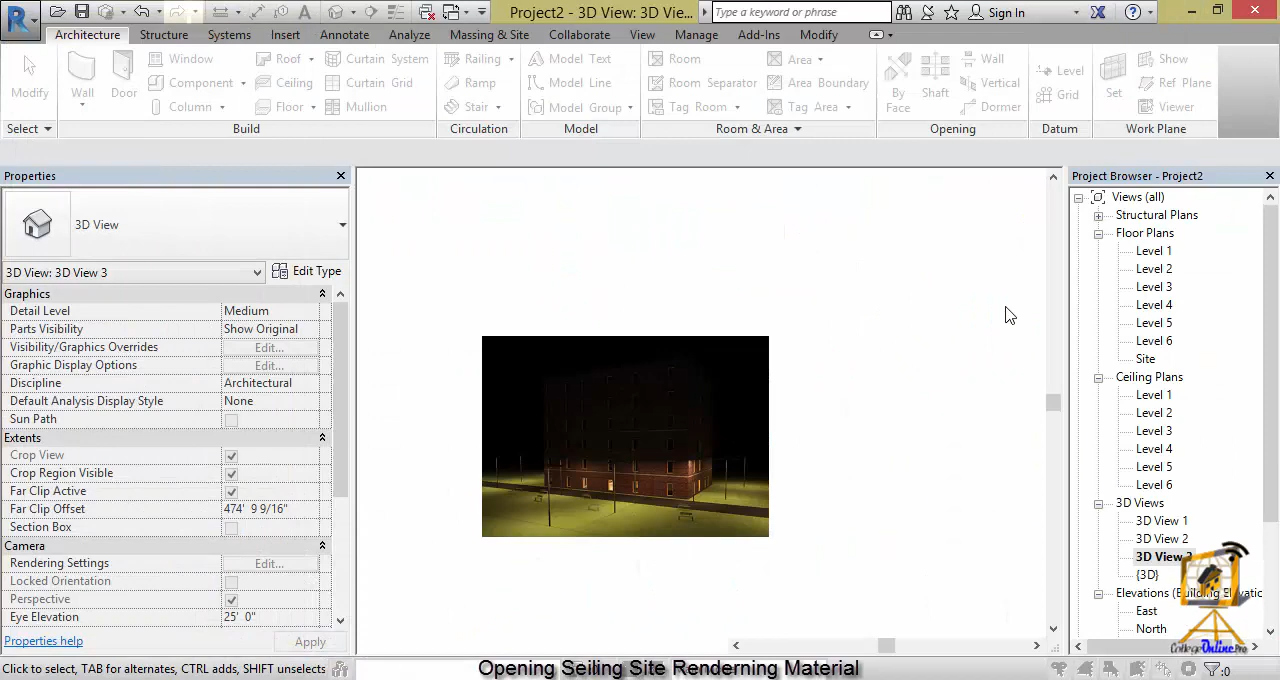 Project2 - 3D View: 3D Vie...
Type a keyword or phrase
Sign In
Architecture Structure Systems Insert Annotate Analyze Massing & Site Collaborate View Manage Add-Ins Modify
Window Roof Curtain System Railing Model Text Room Area Wall Level Show
Modify Wall Door Component Ceiling Curtain Grid Ramp Model Line Room Separator Area Boundary By Face Shaft Vertical Grid Set Ref Plane
Column Floor Mullion Stair Model Group Tag Room Tag Area Dormer Viewer
Select Build Circulation Model Room & Area Opening Datum Work Plane
Properties
3D View
3D View: 3D View 3 Edit Type
Graphics
Detail Level Medium
Parts Visibility Show Original
Visibility/Graphics Overrides Edit...
Graphic Display Options Edit...
Discipline Architectural
Default Analysis Display Style None
Sun Path
Extents
Crop View
Crop Region Visible
Far Clip Active
Far Clip Offset 474' 9 9/16"
Section Box
Camera
Rendering Settings Edit...
Locked Orientation
Perspective
Eye Elevation 25' 0"
Properties help Apply
Project Browser - Project2
Views (all)
Structural Plans
Floor Plans
Level 1
Level 2
Level 3
Level 4
Level 5
Level 6
Site
Ceiling Plans
Level 1
Level 2
Level 3
Level 4
Level 5
Level 6
3D Views
3D View 1
3D View 2
3D View
{3D}
Elevations (Building Elevatic
East
North
CollegeOnline.Pro
Click to select, TAB for alternates, CTRL adds, SHIFT unselects
Opening Seiling Site Renderning Material
:0